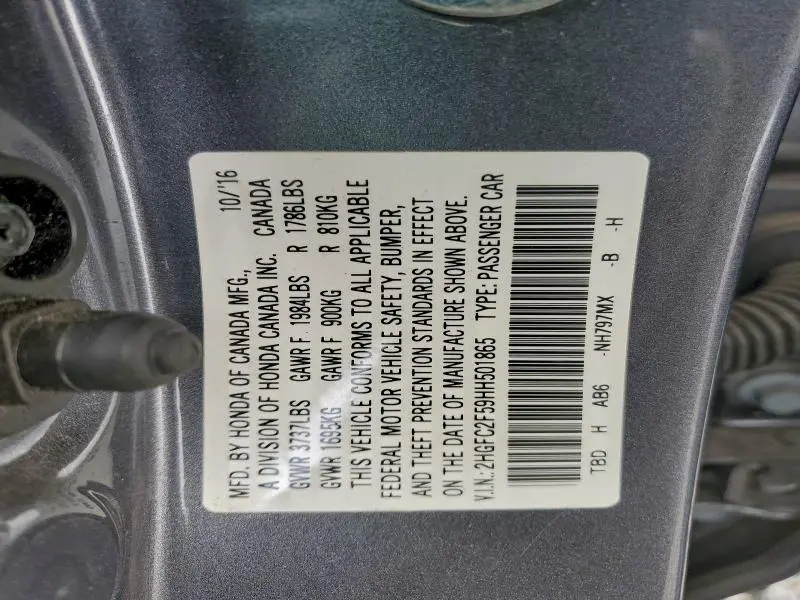 MFD. BY HONDA OF CANADA MFG., 10/'16
A DIVISION OF HONDA CANADA INC. CANADA
GVWR 3737LBS GAWR F 1984LBS R 1786LBS
GVWR 1695KG GAWR F 900KG R 810KG
THIS VEHICLE CONFORMS TO ALL APPLICABLE
FEDERAL MOTOR VEHICLE SAFETY, BUMPER,
AND THEFT PREVENTION STANDARDS IN EFFECT
ON THE DATE OF MANUFACTURE SHOWN ABOVE.
V.I.N.: 2HGFC2F59HH501865 TYPE: PASSENGER CAR
TBD H AB6 -NH797MX -B -H